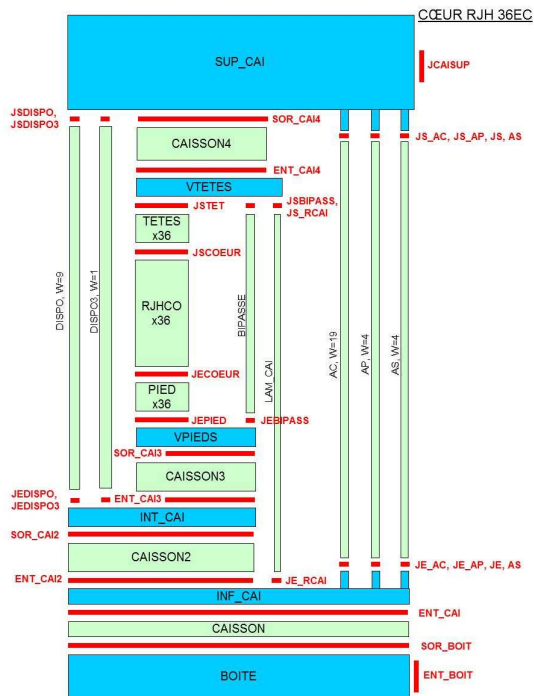 CŒUR RJH 36EC
SUP_CAI
JCAISUP
JSDISPO,
JSDISPO3
SOR_CAI4
JS_AC, JS_AP, JS, AS
CAISSON4
ENT_CAI4
VTETES
JSTET
JSBIPASS,
JS_RCAI
TETES
x36
JSCOEUR
DISPO, W=9
DISPO3, W=1
RJHCO
x36
BIPASSE
LAM_CAI
AC, W=19
AP, W=4
AS, W=4
JECOEUR
PIED
x36
JEPIED
JEBIPASS
VPIEDS
SOR_CAI3
CAISSON3
JEDISPO,
JEDISPO3
ENT_CAI3
INT_CAI
SOR_CAI2
CAISSON2
JE_AC, JE_AP, JE, AS
ENT_CAI2
JE_RCAI
INF_CAI
ENT_CAI
CAISSON
SOR_BOIT
BOITE
ENT_BOIT